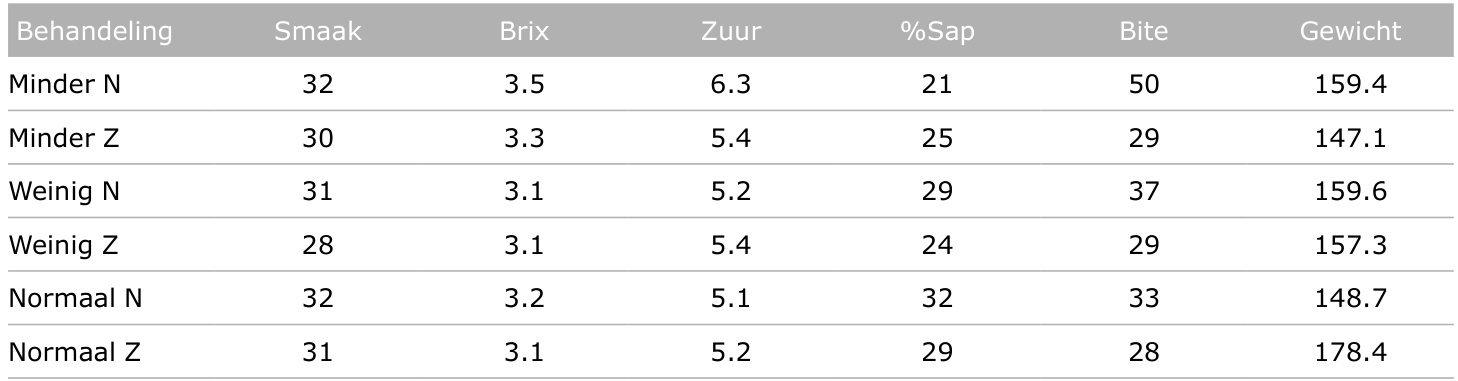 Behandeling Smaak Brix Zuur %Sap Bite Gewicht
Minder N 32 3.5 6.3 21 50 159.4
Minder Z 30 3.3 5.4 25 29 147.1
Weinig N 31 3.1 5.2 29 37 159.6
Weinig Z 28 3.1 5.4 24 29 157.3
Normaal N 32 3.2 5.1 32 33 148.7
Normaal Z 31 3.1 5.2 29 28 178.4